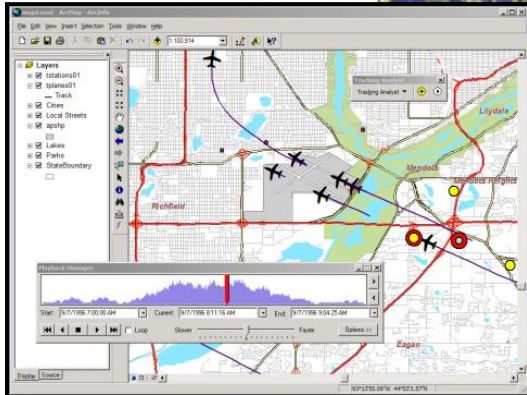 map2.mxd - ArcMap - ArcInfo
File Edit View Insert Selection Tools Window Help
1:100,914
Layers
tstations01
tplanes01
Track
Cities
Local Streets
apshp
Lakes
Parks
StateBoundary
Tracking Analyst
Tracking Analyst
Lilydale
Mendota
Mendota Heights
Richfield
Eagan
Playback Manager
Start: 9/7/1996 7:00:00 AM Current: 9/7/1996 8:11:16 AM End: 9/7/1996 9:04:25 AM
Loop Slower Faster Options >>
Display Source